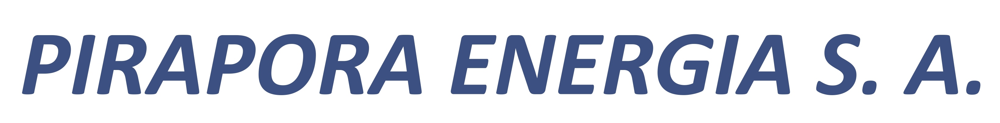 PIRAPORA ENERGIA S. A.